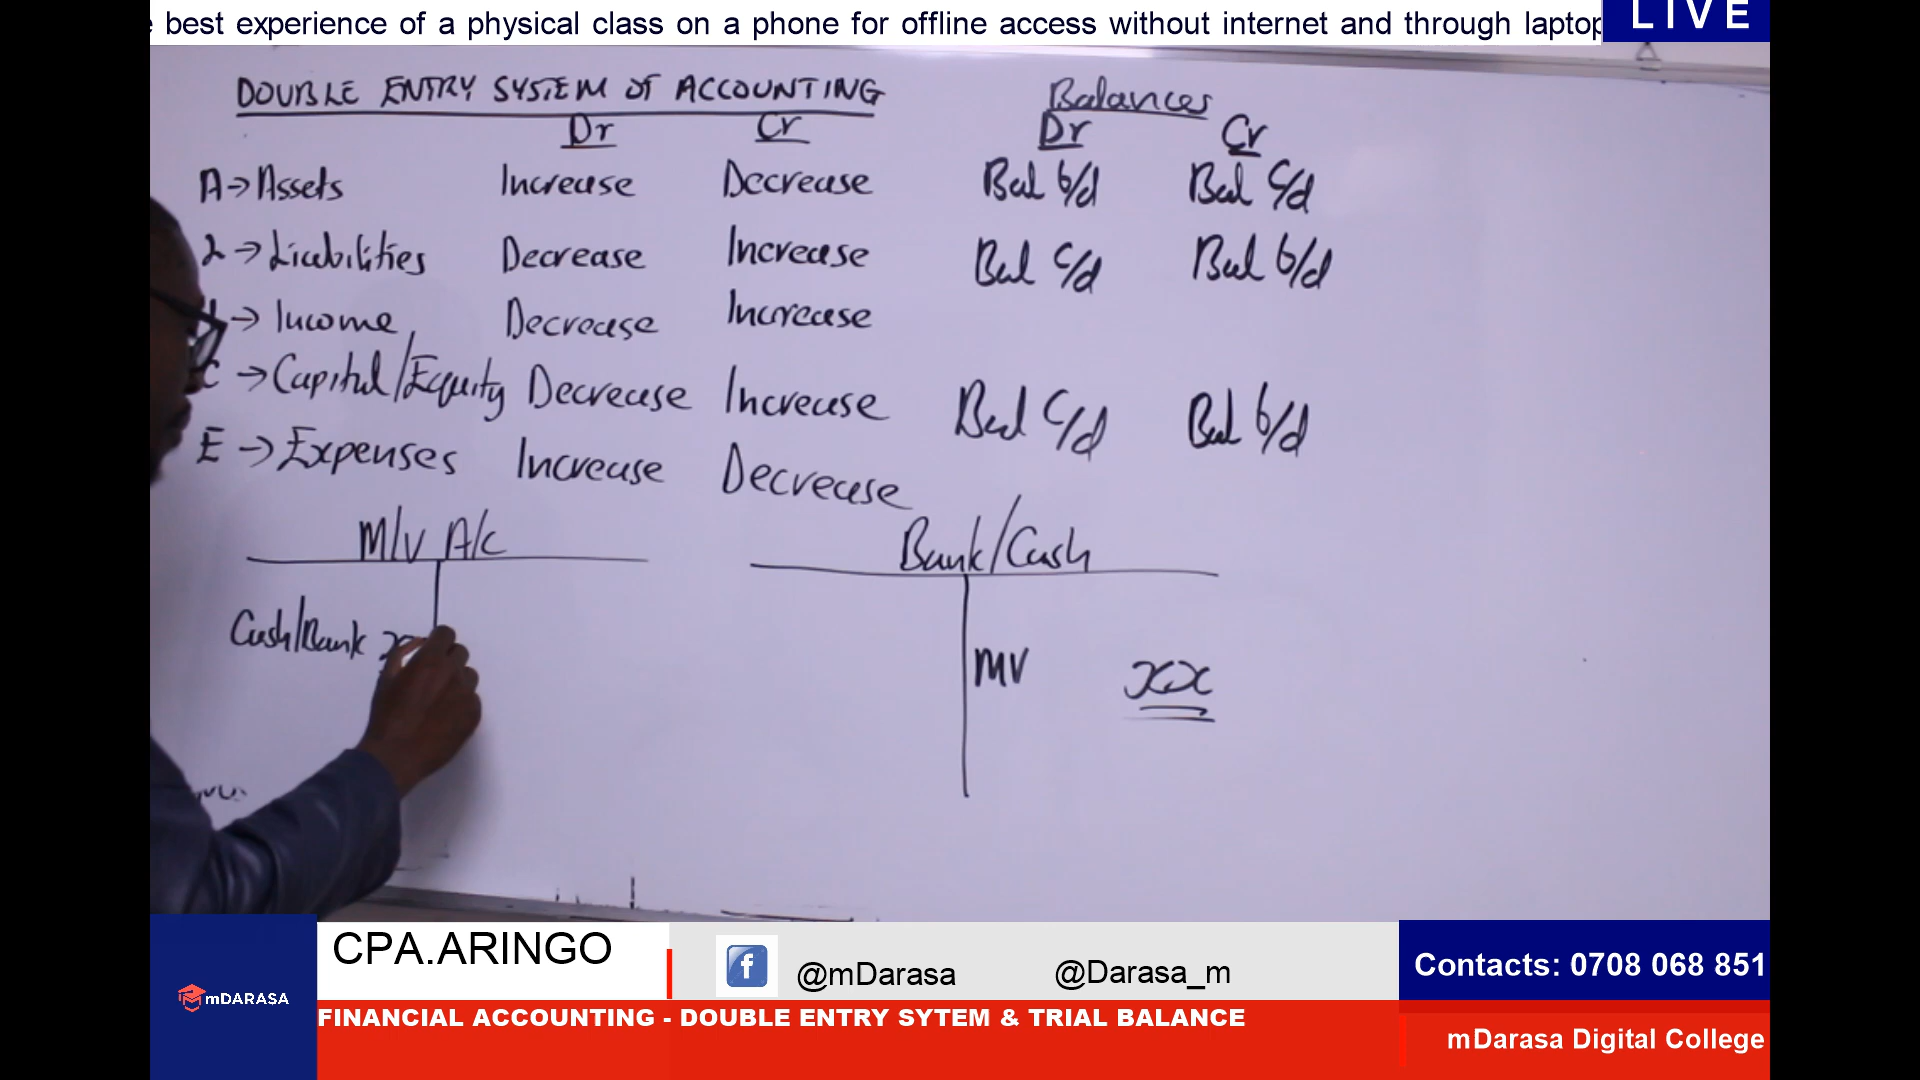 best experience of a physical class on a phone for offline access without internet and through laptop
LIVE
DOUBLE ENTRY SYSTEM OF ACCOUNTING
Balances
Dr Cr Dr Cr
A → Assets Increase Decrease Bal b/d Bal c/d
L → Liabilities Decrease Increase Bal c/d Bal b/d
→ Income Decrease Increase
C → Capital/Equity Decrease Increase Bal c/d Bal b/d
E → Expenses Increase Decrease
M/V A/C Bank/Cash
Cash/Bank x
MV xx
CPA.ARINGO
f @mDarasa @Darasa_m
Contacts: 0708 068 851
mDARASA
FINANCIAL ACCOUNTING - DOUBLE ENTRY SYTEM & TRIAL BALANCE
mDarasa Digital College